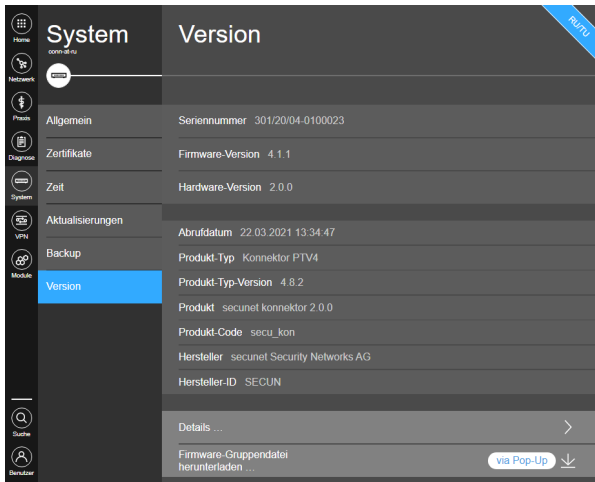 Home
Netzwerk
Praxis
Diagnose
System
VPN
Module
Suche
Benutzer
System
conn-at-ru
Allgemein
Zertifikate
Zeit
Aktualisierungen
Backup
Version
Version
RU/TU
Seriennummer 301/20/04-0100023
Firmware-Version 4.1.1
Hardware-Version 2.0.0
Abrufdatum 22.03.2021 13:34:47
Produkt-Typ Konnektor PTV4
Produkt-Typ-Version 4.8.2
Produkt secunet konnektor 2.0.0
Produkt-Code secu_kon
Hersteller secunet Security Networks AG
Hersteller-ID SECUN
Details ...
Firmware-Gruppendatei
herunterladen ...
via Pop-Up